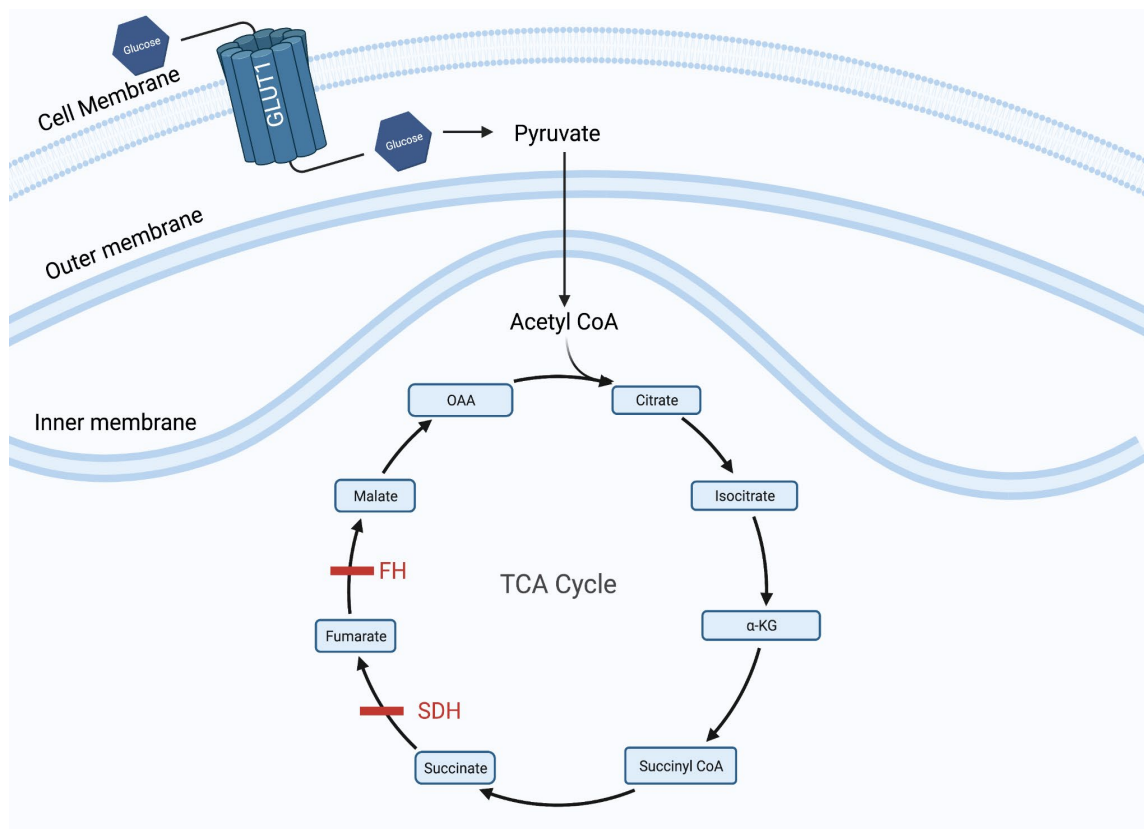 Glucose
Cell Membrane
GLUT1
Glucose
Pyruvate
Outer membrane
Acetyl CoA
OAA
Citrate
Inner membrane
Malate
Isocitrate
FH
TCA Cycle
Fumarate
α-KG
SDH
Succinate
Succinyl CoA